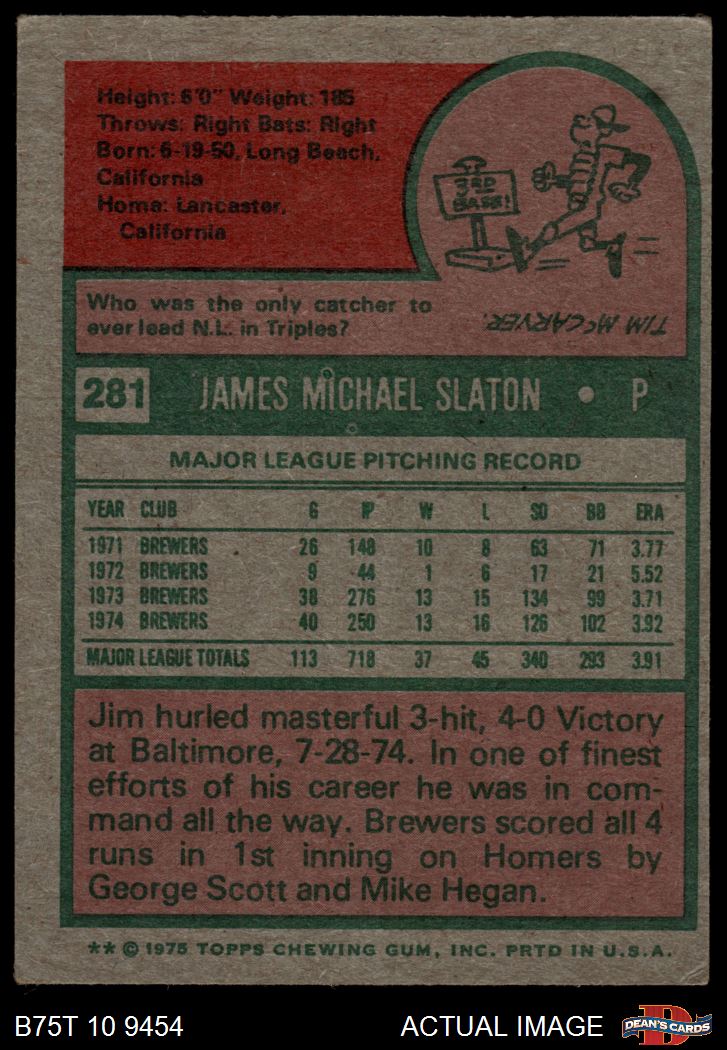 Height: 6'0" Weight: 185
Throws: Right Bats: Right
Born: 6-19-50, Long Beach,
California
Home: Lancaster,
California
3RD
BASE!
Who was the only catcher to
ever lead N.L. in Triples?
TIM McCARVER.
281 JAMES MICHAEL SLATON • P
MAJOR LEAGUE PITCHING RECORD
YEAR CLUB G IP W L SO BB ERA
1971 BREWERS 26 148 10 8 63 71 3.77
1972 BREWERS 9 44 1 6 17 21 5.52
1973 BREWERS 38 276 13 15 134 99 3.71
1974 BREWERS 40 250 13 16 126 102 3.92
MAJOR LEAGUE TOTALS 113 718 37 45 340 293 3.91
Jim hurled masterful 3-hit, 4-0 Victory
at Baltimore, 7-28-74. In one of finest
efforts of his career he was in com-
mand all the way. Brewers scored all 4
runs in 1st inning on Homers by
George Scott and Mike Hegan.
** © 1975 TOPPS CHEWING GUM, INC. PRTD IN U.S.A.
B75T 10 9454 ACTUAL IMAGE
DEAN'S CARDS